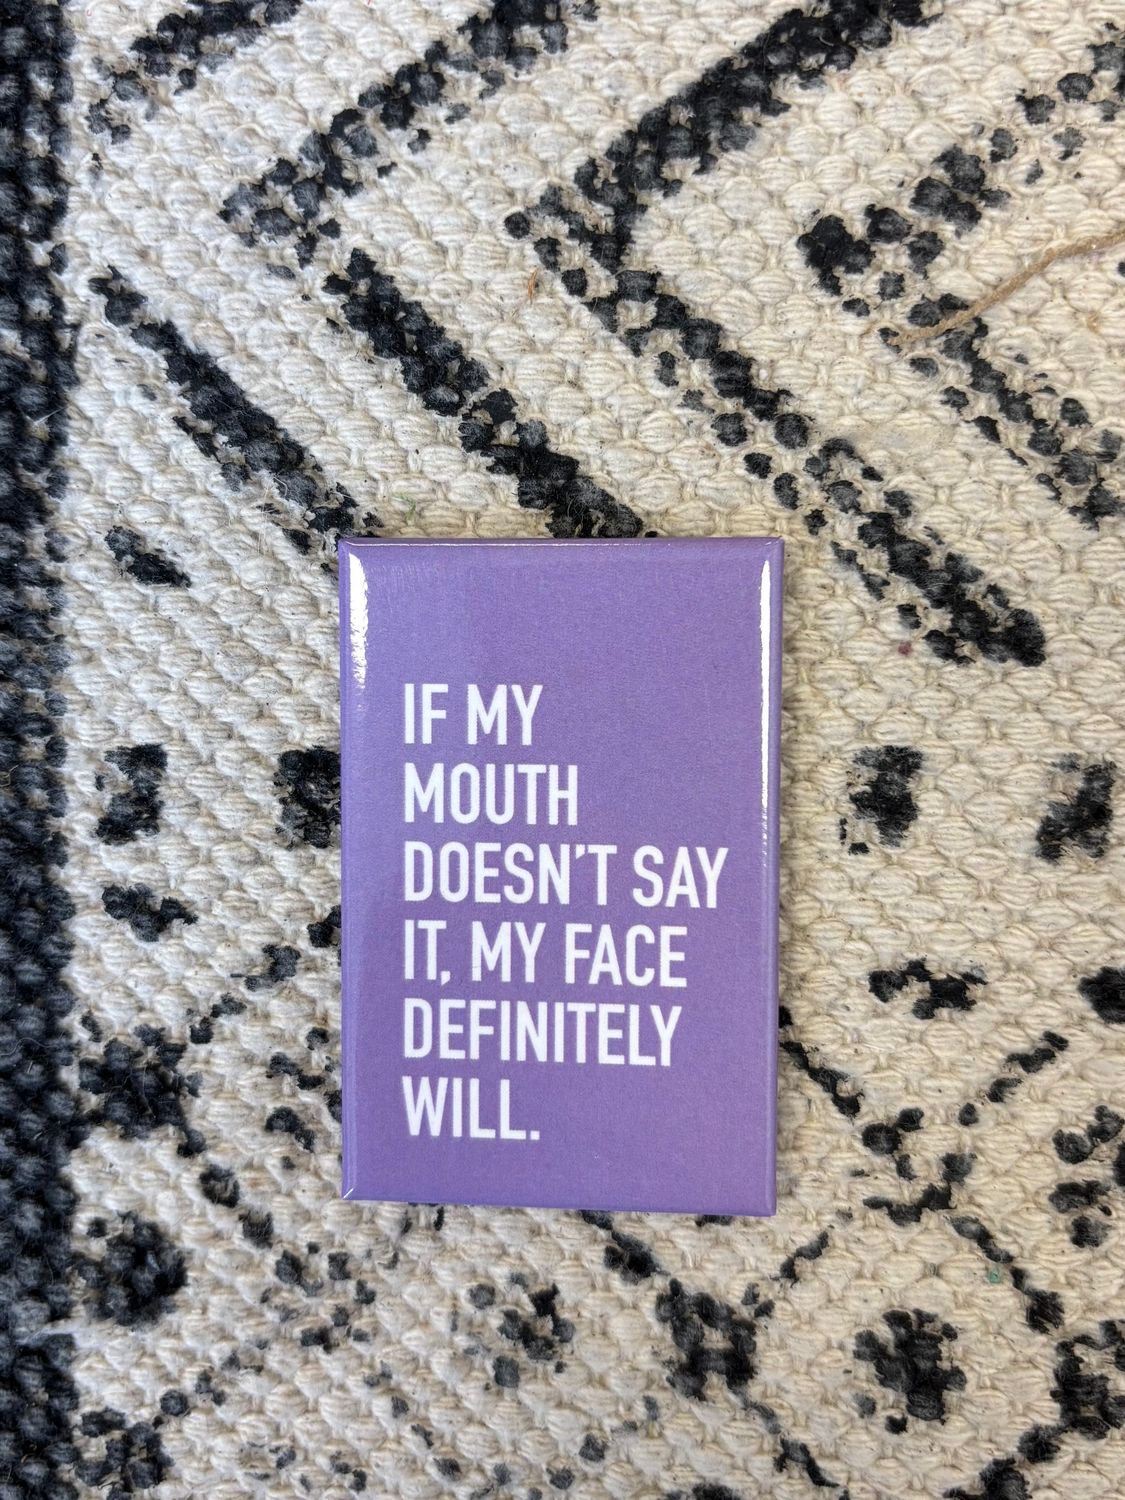 IF MY
MOUTH
DOESN'T SAY
IT, MY FACE
DEFINITELY
WILL.